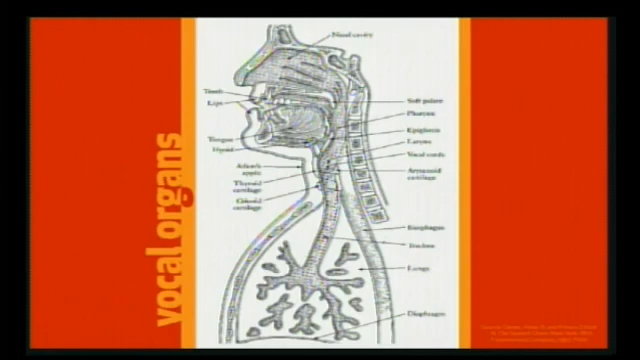 vocal organs
Nasal cavity
Teeth
Lips
Soft palate
Pharynx
Epiglottis
Tongue
Hyoid
Larynx
Vocal cords
Adam's
apple
Arytenoid
cartilage
Thyroid
cartilage
Cricoid
cartilage
Esophagus
Trachea
Lungs
Diaphragm